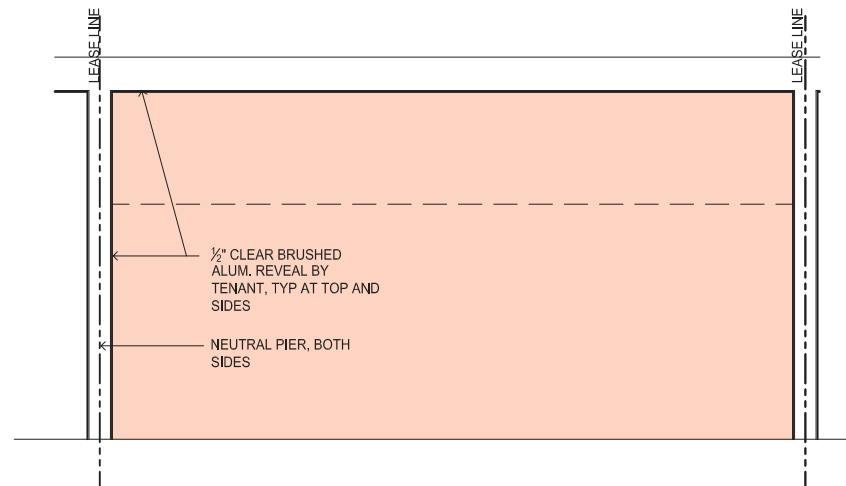 LEASE LINE
LEASE LINE
½" CLEAR BRUSHED
ALUM. REVEAL BY
TENANT, TYP AT TOP AND
SIDES
NEUTRAL PIER, BOTH
SIDES